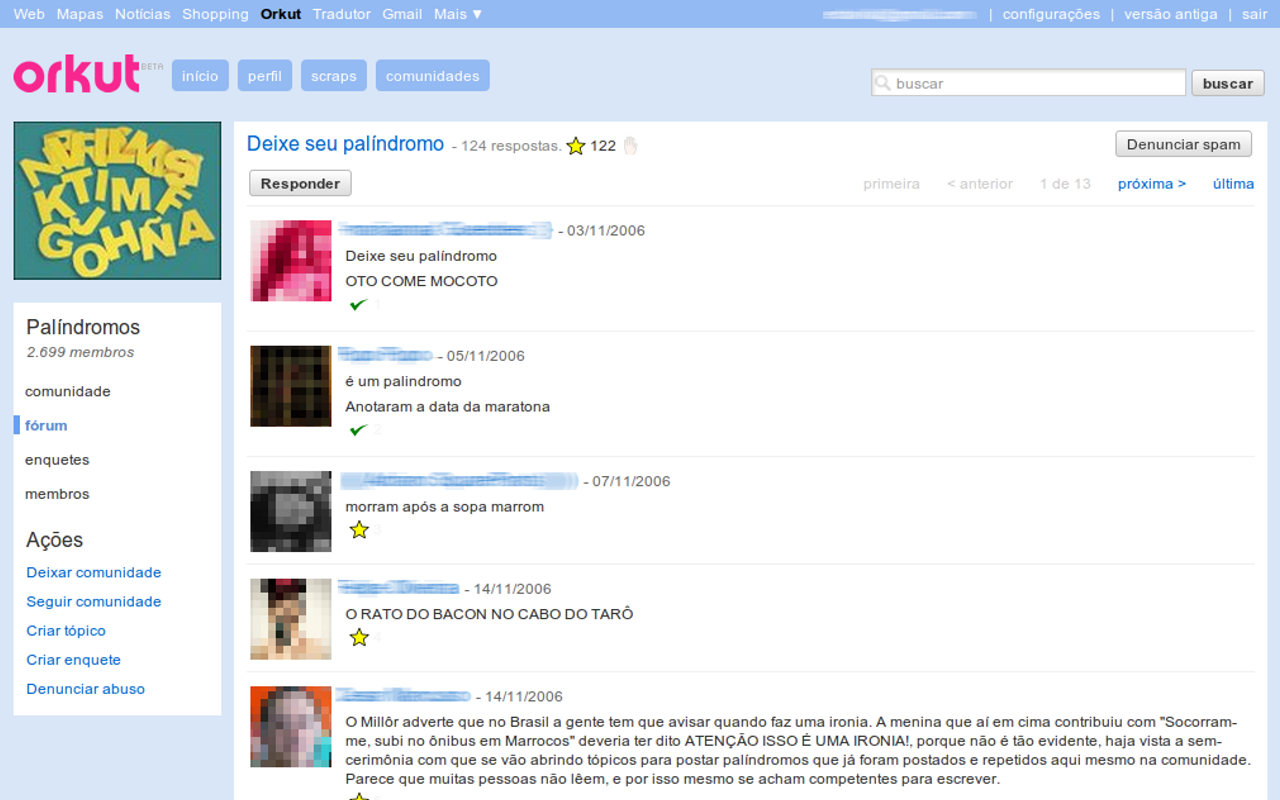 Web Mapas Notícias Shopping Orkut Tradutor Gmail Mais ▼ | configurações | versão antiga | sair
orkut BETA início perfil scraps comunidades buscar buscar
Deixe seu palíndromo - 124 respostas. 122 Denunciar spam
Responder primeira < anterior 1 de 13 próxima > última
- 03/11/2006
Deixe seu palíndromo
OTO COME MOCOTO
1
- 05/11/2006
é um palindromo
Anotaram a data da maratona
2
- 07/11/2006
morram após a sopa marrom
- 14/11/2006
O RATO DO BACON NO CABO DO TARÔ
- 14/11/2006
O Millôr adverte que no Brasil a gente tem que avisar quando faz uma ironia. A menina que aí em cima contribuiu com "Socorram-
me, subi no ônibus em Marrocos" deveria ter dito ATENÇÃO ISSO É UMA IRONIA!, porque não é tão evidente, haja vista a sem-
cerimônia com que se vão abrindo tópicos para postar palíndromos que já foram postados e repetidos aqui mesmo na comunidade.
Parece que muitas pessoas não lêem, e por isso mesmo se acham competentes para escrever.
Palíndromos
2.699 membros
comunidade
fórum
enquetes
membros
Ações
Deixar comunidade
Seguir comunidade
Criar tópico
Criar enquete
Denunciar abuso